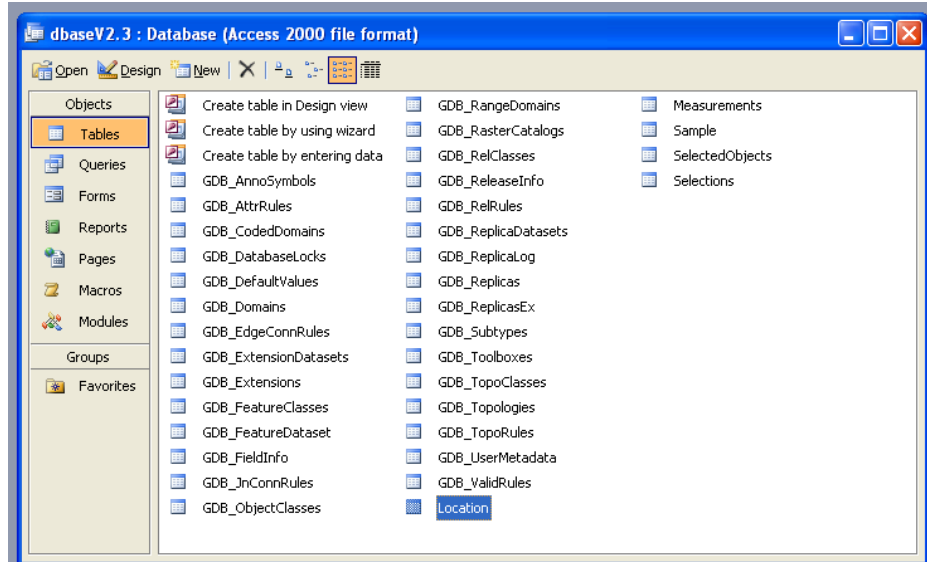 dbaseV2.3 : Database (Access 2000 file format)
Open Design New
Objects
Tables
Queries
Forms
Reports
Pages
Macros
Modules
Groups
Favorites
Create table in Design view
Create table by using wizard
Create table by entering data
GDB_AnnoSymbols
GDB_AttrRules
GDB_CodedDomains
GDB_DatabaseLocks
GDB_DefaultValues
GDB_Domains
GDB_EdgeConnRules
GDB_ExtensionDatasets
GDB_Extensions
GDB_FeatureClasses
GDB_FeatureDataset
GDB_FieldInfo
GDB_JnConnRules
GDB_ObjectClasses
GDB_RangeDomains
GDB_RasterCatalogs
GDB_RelClasses
GDB_ReleaseInfo
GDB_RelRules
GDB_ReplicaDatasets
GDB_ReplicaLog
GDB_Replicas
GDB_ReplicasEx
GDB_Subtypes
GDB_Toolboxes
GDB_TopoClasses
GDB_Topologies
GDB_TopoRules
GDB_UserMetadata
GDB_ValidRules
Location
Measurements
Sample
SelectedObjects
Selections